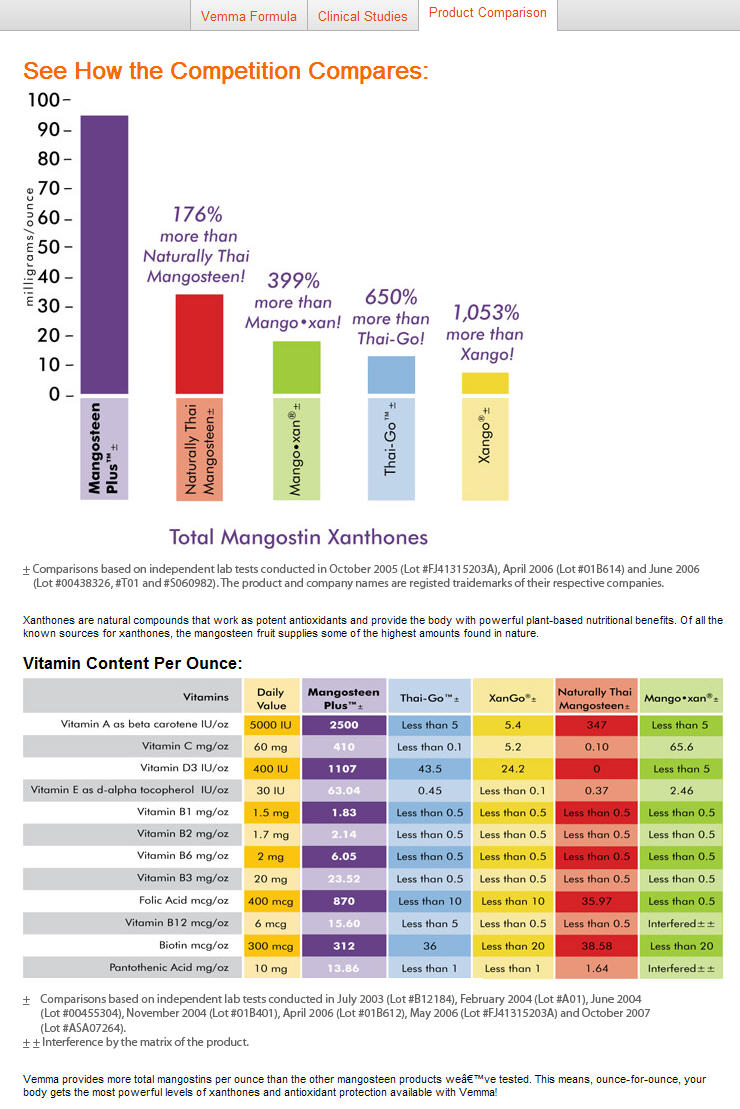 Vemma Formula Clinical Studies Product Comparison
See How the Competition Compares:
100
90
80
70
60
50
40
30
20
10
0
milligrams/ounce
176%
more than
Naturally Thai
Mangosteen!
399%
more than
Mango•xan!
650%
more than
Thai-Go!
1,053%
more than
Xango!
Mangosteen
Plus™±
Naturally Thai
Mangosteen±
Mango•xan®±
Thai-Go™±
Xango®±
Total Mangostin Xanthones
± Comparisons based on independent lab tests conducted in October 2005 (Lot #FJ41315203A), April 2006 (Lot #01B614) and June 2006
(Lot #00438326, #T01 and #S060982). The product and company names are registed traidemarks of their respective companies.
Xanthones are natural compounds that work as potent antioxidants and provide the body with powerful plant-based nutritional benefits. Of all the
known sources for xanthones, the mangosteen fruit supplies some of the highest amounts found in nature.
Vitamin Content Per Ounce:
Vitamins Daily Value Mangosteen Plus™± Thai-Go™± XanGo®± Naturally Thai Mangosteen± Mango•xan®±
Vitamin A as beta carotene IU/oz 5000 IU 2500 Less than 5 5.4 347 Less than 5
Vitamin C mg/oz 60 mg 410 Less than 0.1 5.2 0.10 65.6
Vitamin D3 IU/oz 400 IU 1107 43.5 24.2 0 Less than 5
Vitamin E as d-alpha tocopherol IU/oz 30 IU 63.04 0.45 Less than 0.1 0.37 2.46
Vitamin B1 mg/oz 1.5 mg 1.83 Less than 0.5 Less than 0.5 Less than 0.5 Less than 0.5
Vitamin B2 mg/oz 1.7 mg 2.14 Less than 0.5 Less than 0.5 Less than 0.5 Less than 0.5
Vitamin B6 mg/oz 2 mg 6.05 Less than 0.5 Less than 0.5 Less than 0.5 Less than 0.5
Vitamin B3 mg/oz 20 mg 23.52 Less than 0.5 Less than 0.5 Less than 0.5 Less than 0.5
Folic Acid mcg/oz 400 mcg 870 Less than 10 Less than 10 35.97 Less than 0.5
Vitamin B12 mcg/oz 6 mcg 15.60 Less than 5 Less than 0.5 Less than 0.5 Interfered±±
Biotin mcg/oz 300 mcg 312 36 Less than 20 38.58 Less than 20
Pantothenic Acid mg/oz 10 mg 13.86 Less than 1 Less than 1 1.64 Interfered±±
± Comparisons based on independent lab tests conducted in July 2003 (Lot #B12184), February 2004 (Lot #A01), June 2004
(Lot #00455304), November 2004 (Lot #01B401), April 2006 (Lot #01B612), May 2006 (Lot #FJ41315203A) and October 2007
(Lot #ASA07264).
±± Interference by the matrix of the product.
Vemma provides more total mangostins per ounce than the other mangosteen products weâ€™ve tested. This means, ounce-for-ounce, your
body gets the most powerful levels of xanthones and antioxidant protection available with Vemma!